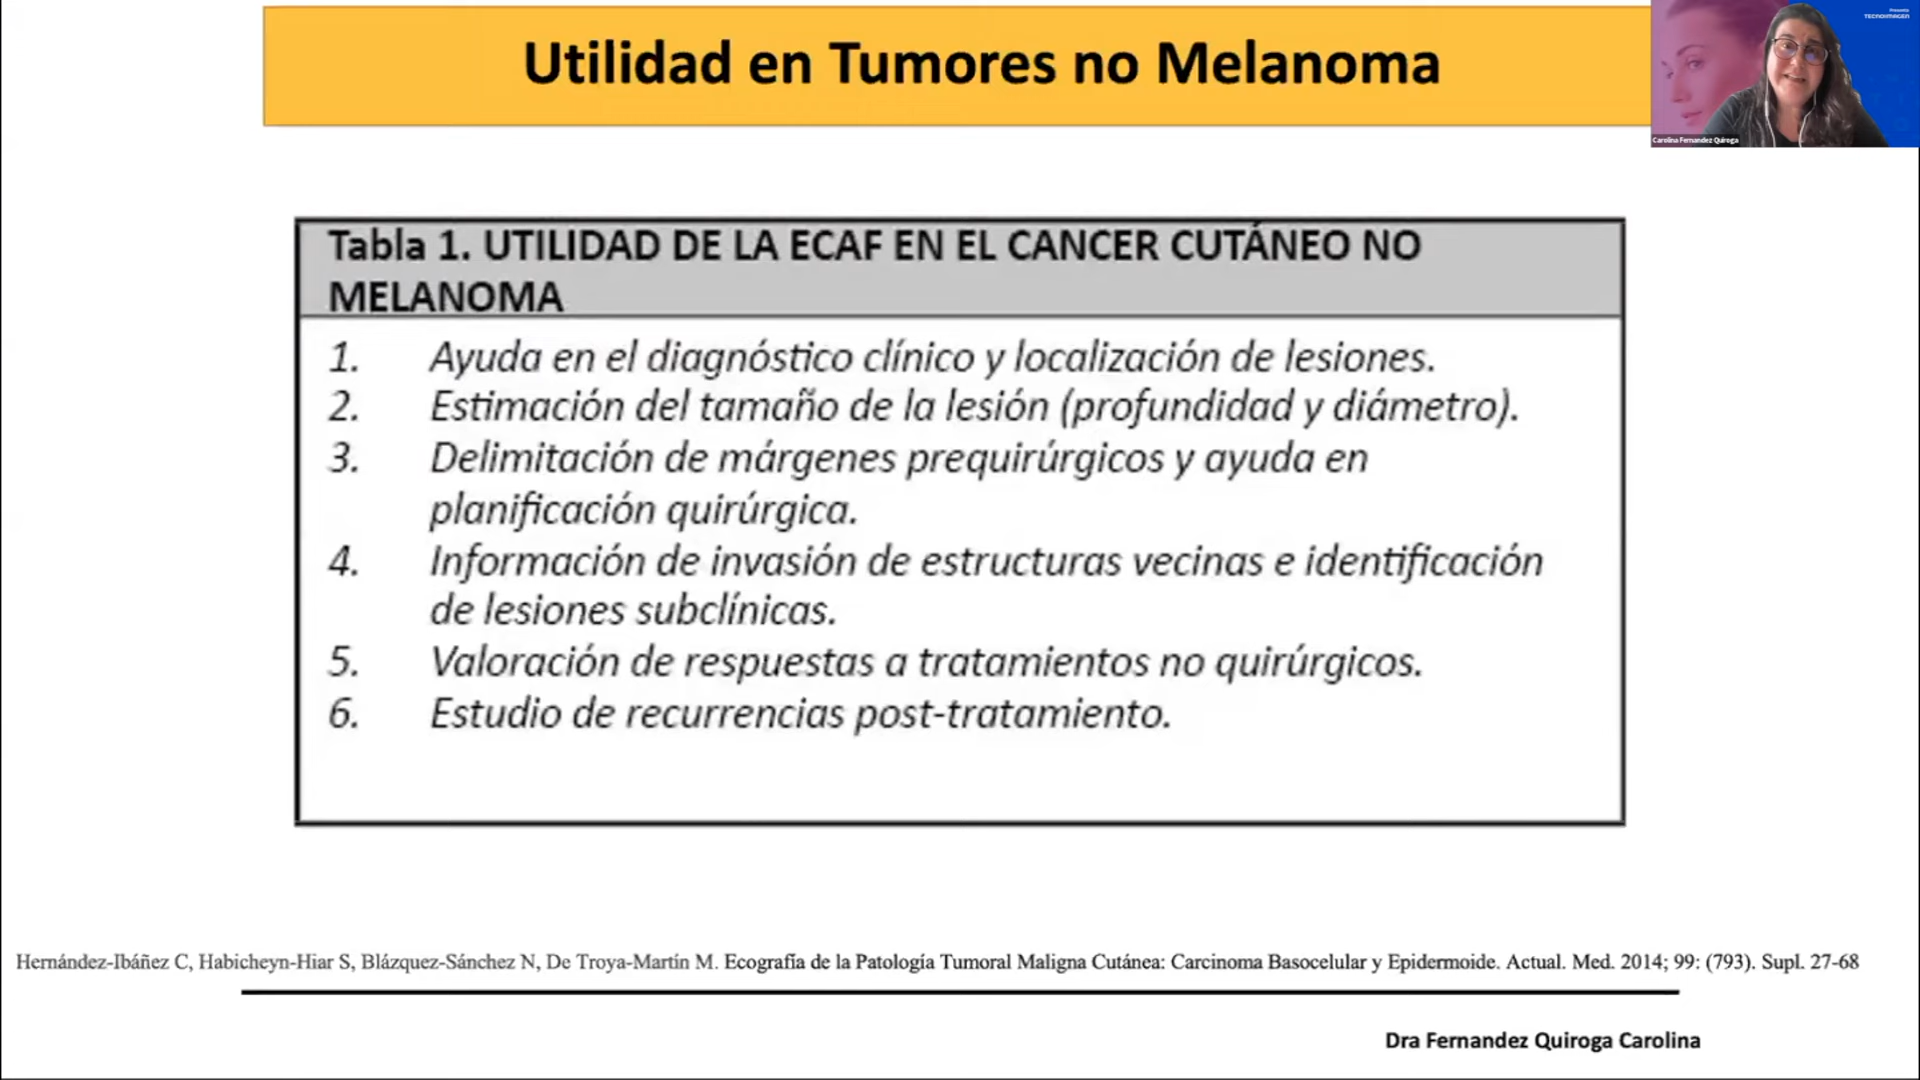 Utilidad en Tumores no Melanoma
Presenta
TECNOIMAGEN
Carolina Fernandez Quiroga
Tabla 1. UTILIDAD DE LA ECAF EN EL CANCER CUTÁNEO NO
MELANOMA
1. Ayuda en el diagnóstico clínico y localización de lesiones.
2. Estimación del tamaño de la lesión (profundidad y diámetro).
3. Delimitación de márgenes prequirúrgicos y ayuda en
planificación quirúrgica.
4. Información de invasión de estructuras vecinas e identificación
de lesiones subclínicas.
5. Valoración de respuestas a tratamientos no quirúrgicos.
6. Estudio de recurrencias post-tratamiento.
Hernández-Ibáñez C, Habicheyn-Hiar S, Blázquez-Sánchez N, De Troya-Martín M. Ecografía de la Patología Tumoral Maligna Cutánea: Carcinoma Basocelular y Epidermoide. Actual. Med. 2014; 99: (793). Supl. 27-68
Dra Fernandez Quiroga Carolina